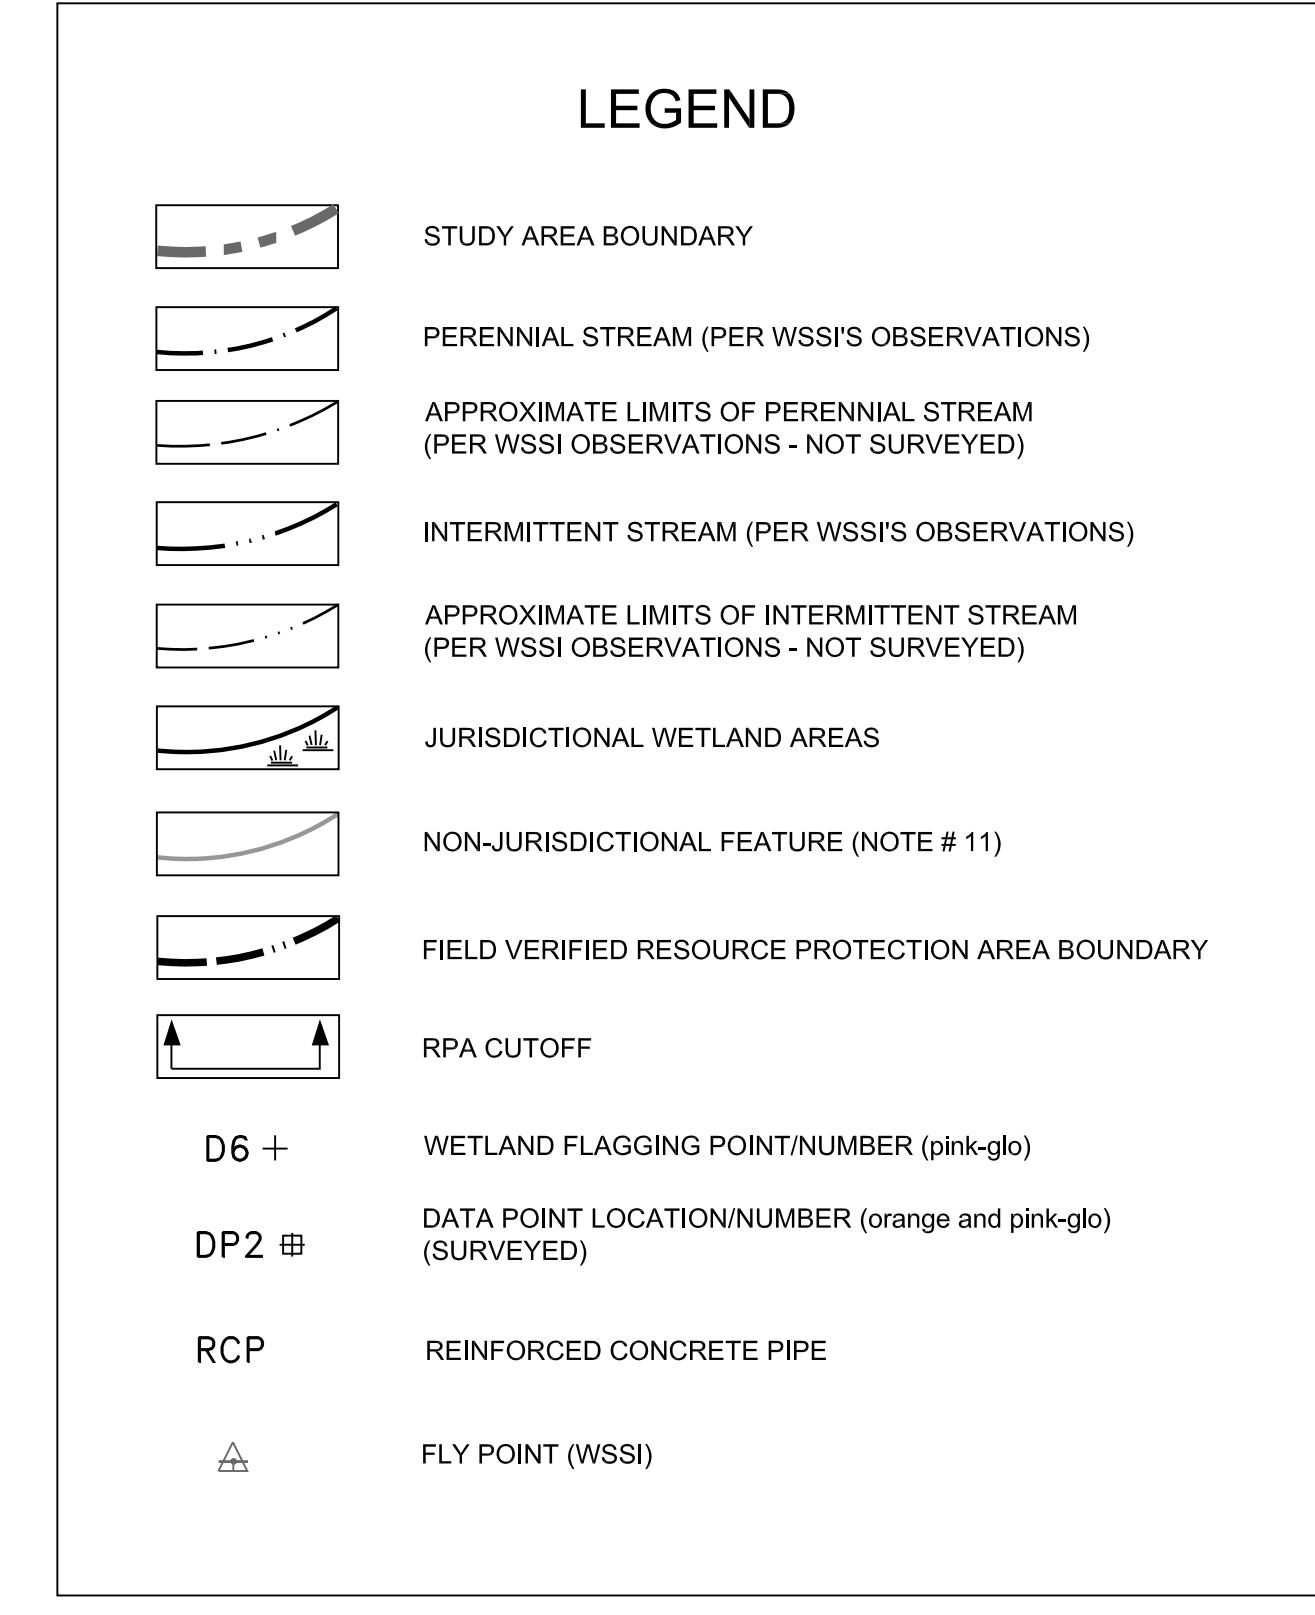 LEGEND
STUDY AREA BOUNDARY
PERENNIAL STREAM (PER WSSI'S OBSERVATIONS)
APPROXIMATE LIMITS OF PERENNIAL STREAM
(PER WSSI OBSERVATIONS - NOT SURVEYED)
INTERMITTENT STREAM (PER WSSI'S OBSERVATIONS)
APPROXIMATE LIMITS OF INTERMITTENT STREAM
(PER WSSI OBSERVATIONS - NOT SURVEYED)
JURISDICTIONAL WETLAND AREAS
NON-JURISDICTIONAL FEATURE (NOTE # 11)
FIELD VERIFIED RESOURCE PROTECTION AREA BOUNDARY
RPA CUTOFF
D6 WETLAND FLAGGING POINT/NUMBER (pink-glo)
DP2 DATA POINT LOCATION/NUMBER (orange and pink-glo)
(SURVEYED)
RCP REINFORCED CONCRETE PIPE
FLY POINT (WSSI)